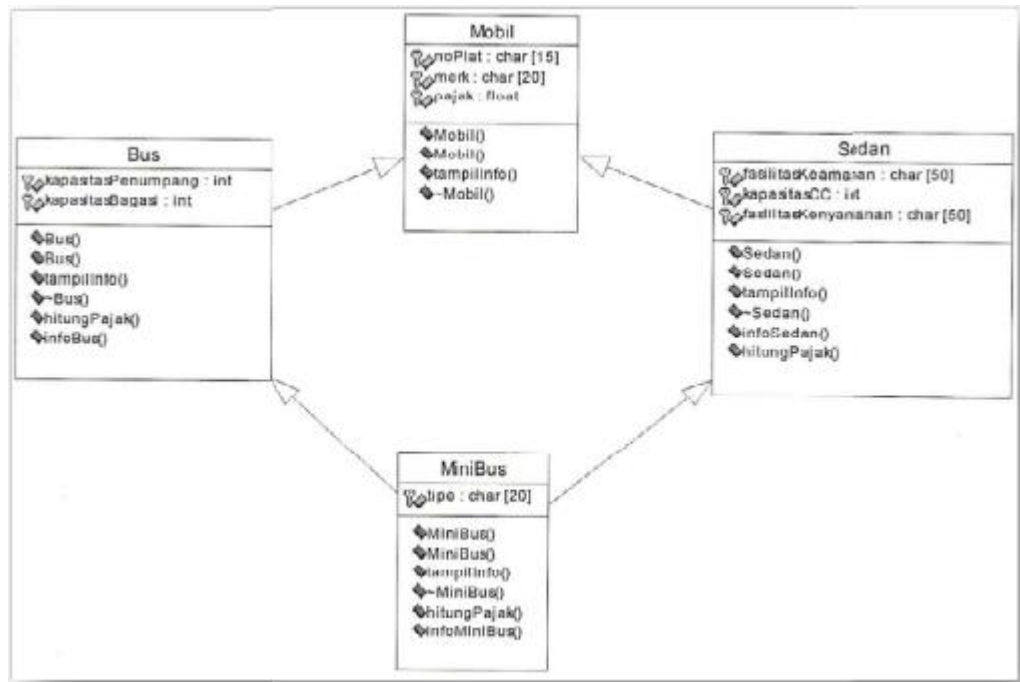 Mobil
noPlat : char [15]
merk : char [20]
pajak : float
Mobil()
Mobil()
tampilInfo()
~Mobil()
Bus
kapasitasPenumpang : int
kapasitasBagasi : int
Bus()
Bus()
tampilInfo()
~Bus()
hitungPajak()
infoBus()
Sedan
fasilitasKeamanan : char [50]
kapasitasCC : int
fasilitasKenyananan : char [50]
Sedan()
Sedan()
tampilInfo()
~Sedan()
infoSedan()
hitungPajak()
MiniBus
tipe : char [20]
MiniBus()
MiniBus()
tampilInfo()
~MiniBus()
hitungPajak()
infoMiniBus()